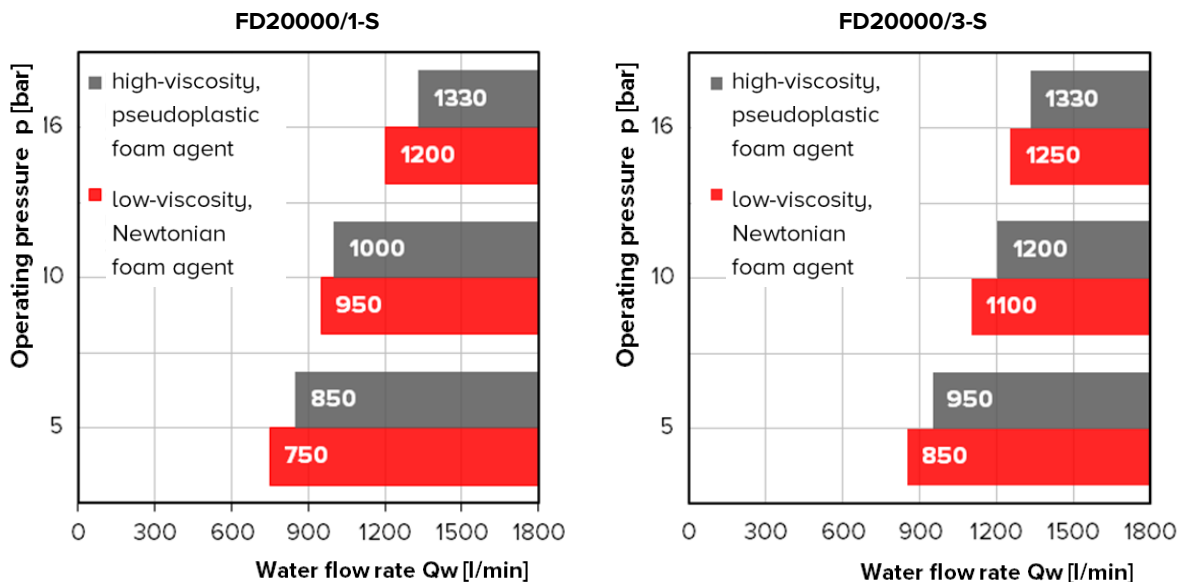 FD20000/1-S
Operating pressure p [bar]
high-viscosity,
pseudoplastic
foam agent
low-viscosity,
Newtonian
foam agent
16
10
5
1330
1200
1000
950
850
750
0 300 600 900 1200 1500 1800
Water flow rate Qw [l/min]
FD20000/3-S
Operating pressure p [bar]
high-viscosity,
pseudoplastic
foam agent
low-viscosity,
Newtonian
foam agent
16
10
5
1330
1250
1200
1100
950
850
0 300 600 900 1200 1500 1800
Water flow rate Qw [l/min]